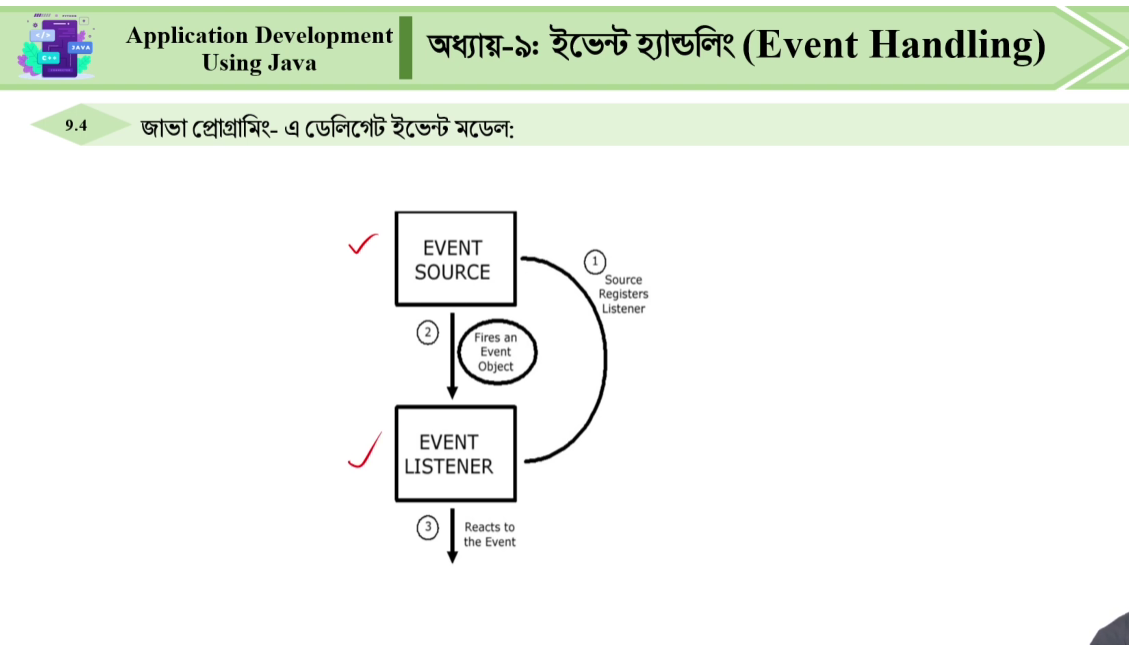 Application Development
Using Java
অধ্যায়-৯: ইভেন্ট হ্যান্ডলিং (Event Handling)
JAVA
C++
</>
9.4
জাভা প্রোগ্রামিং- এ ডেলিগেট ইভেন্ট মডেল:
EVENT
SOURCE
1
Source
Registers
Listener
2
Fires an
Event
Object
EVENT
LISTENER
3
Reacts to
the Event